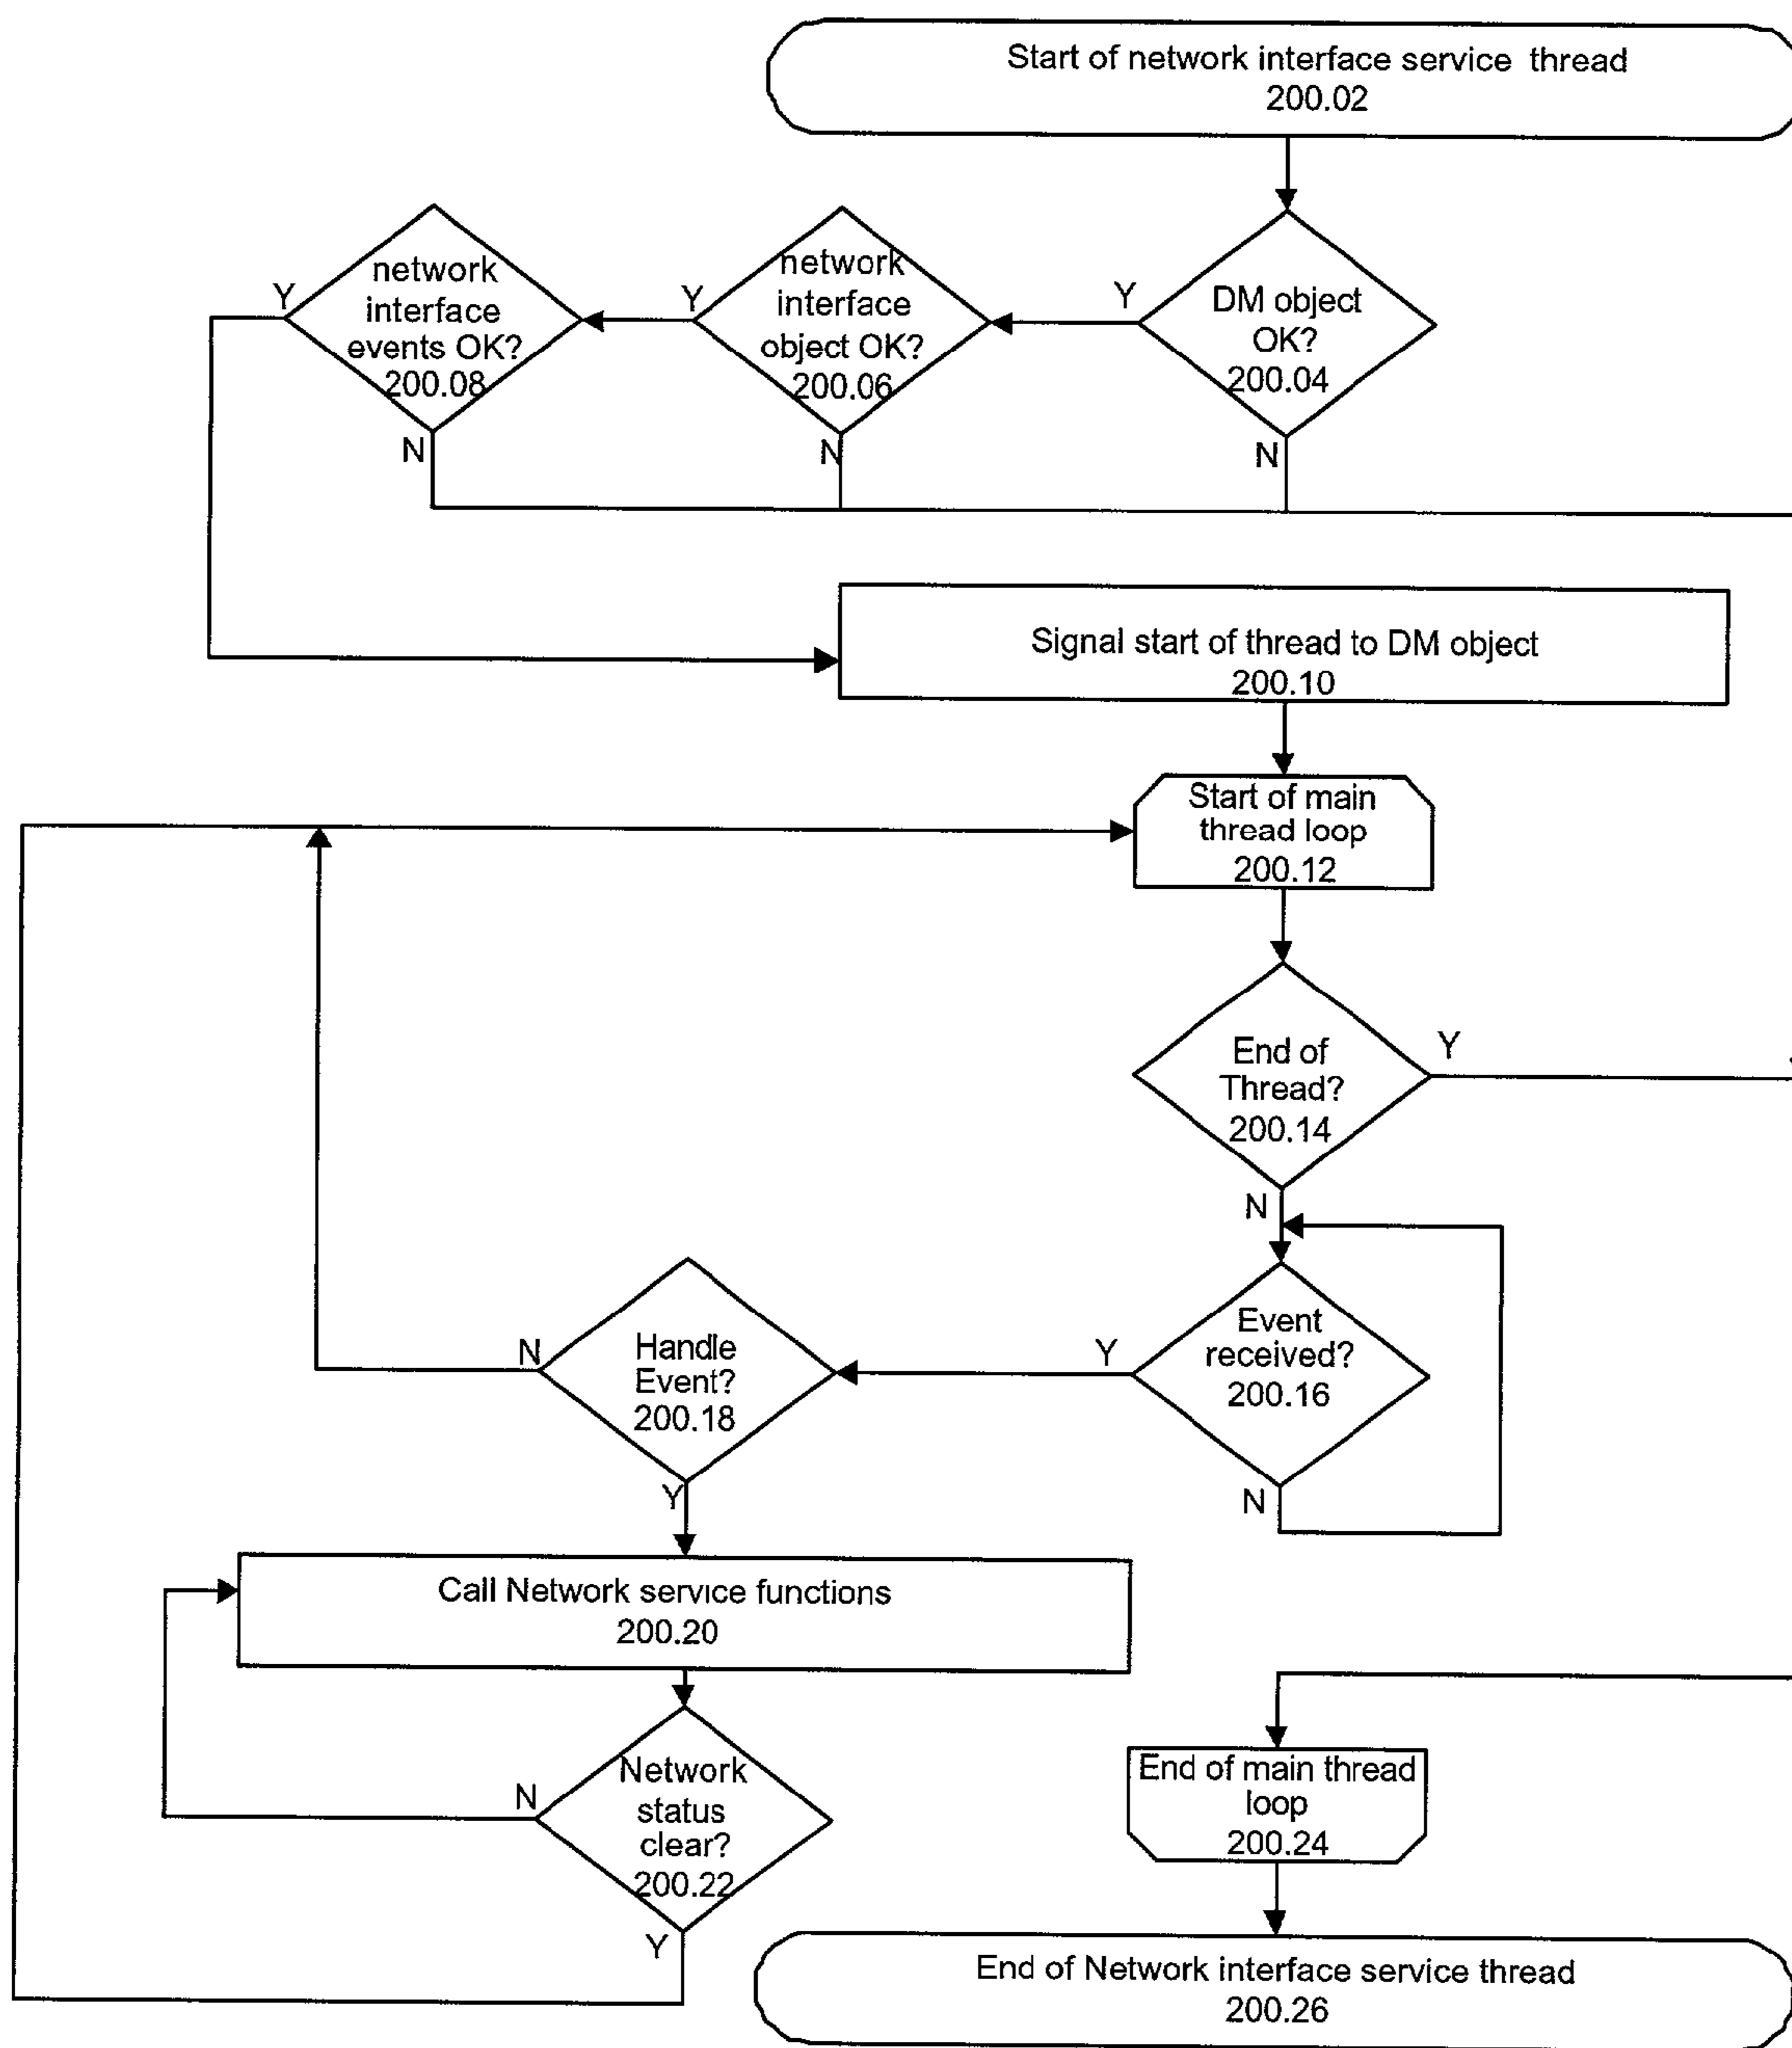 Start of network interface service thread
200.02
network
interface
events OK?
200.08
Y
N
network
interface
object OK?
200.06
Y
N
DM object
OK?
200.04
Y
N
Signal start of thread to DM object
200.10
Start of main
thread loop
200.12
End of
Thread?
200.14
Y
N
Event
received?
200.16
Y
N
Handle
Event?
200.18
N
Y
Call Network service functions
200.20
Network
status
clear?
200.22
N
Y
End of main thread
loop
200.24
End of Network interface service thread
200.26